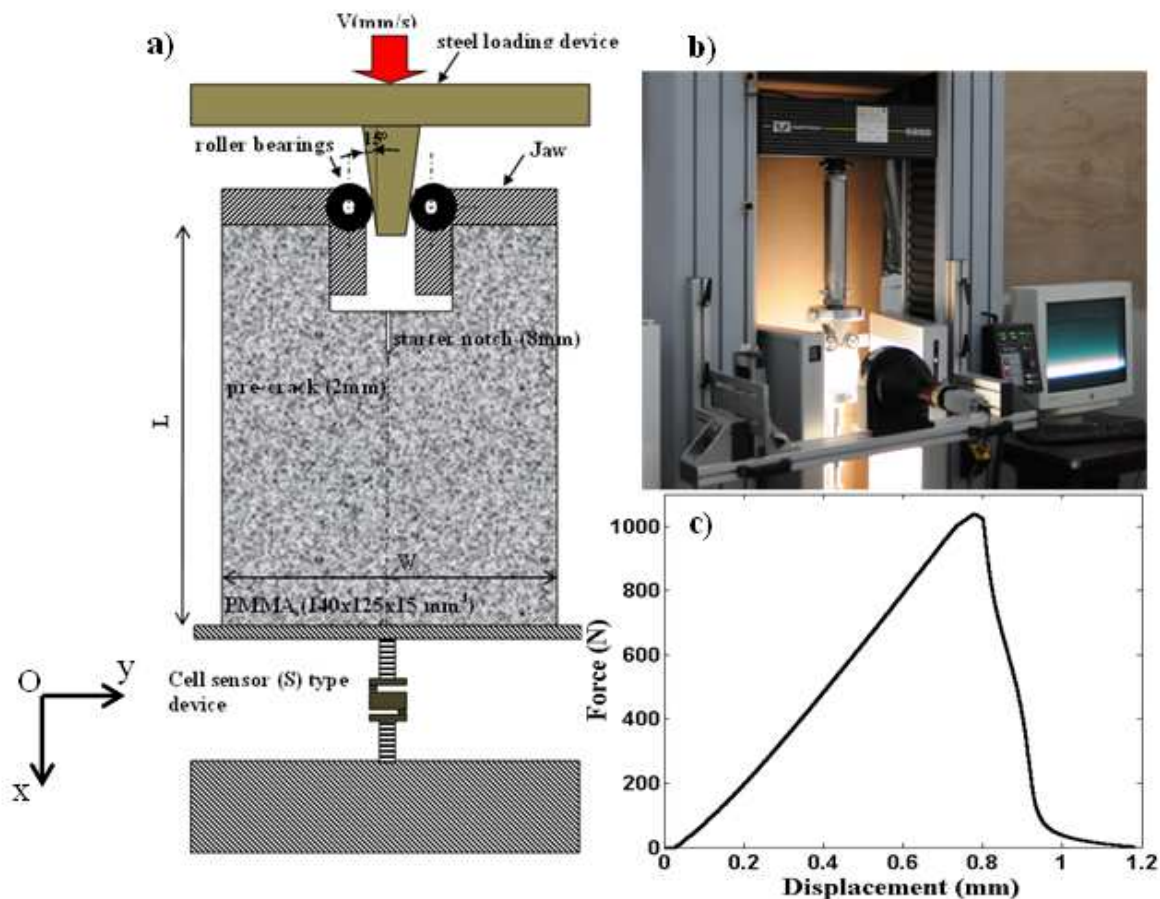 a)
V(mm/s)
steel loading device
15°
roller bearings
Jaw
starter notch (8mm)
pre-crack (2mm)
L
W
PMMA (140x125x15 mm³)
O
y
Cell sensor (S) type
device
x
b)
c)
1000
800
600
400
200
0
Force (N)
0
0.2
0.4
0.6
0.8
1
1.2
Displacement (mm)